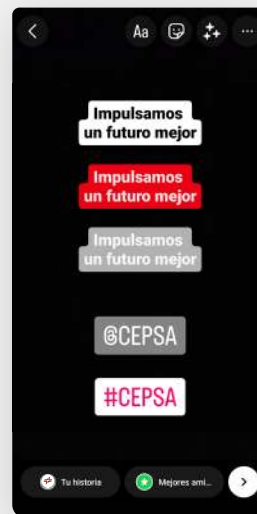 Aa
Impulsamos
un futuro mejor
Impulsamos
un futuro mejor
Impulsamos
un futuro mejor
@CEPSA
#CEPSA
Tu historia
Mejores ami...